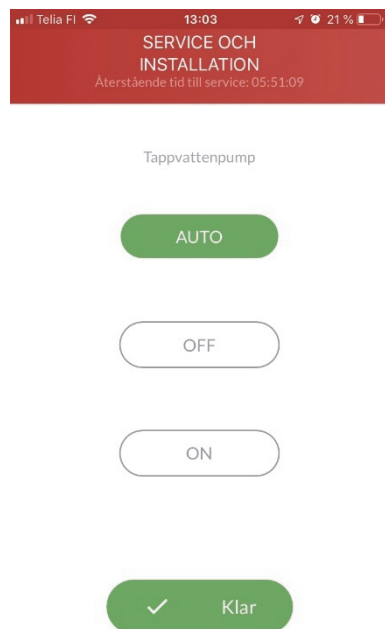 Telia FI 13:03 21 %
SERVICE OCH
INSTALLATION
Återstående tid till service: 05:51:09
Tappvattenpump
AUTO
OFF
ON
Klar